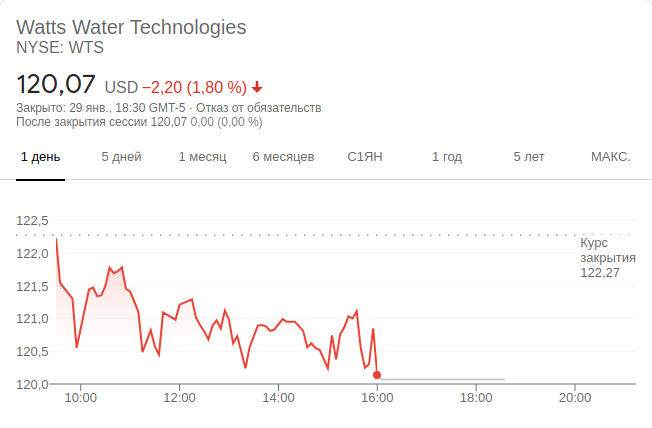 Watts Water Technologies
NYSE: WTS
120,07 USD −2,20 (1,80 %)
Закрыто: 29 янв., 18:30 GMT-5 · Отказ от обязательств
После закрытия сессии 120,07 0,00 (0,00 %)
1 день 5 дней 1 месяц 6 месяцев С1ЯН 1 год 5 лет МАКС.
122,5
122,0
121,5
121,0
120,5
120,0
Курс
закрытия
122,27
10:00 12:00 14:00 16:00 18:00 20:00